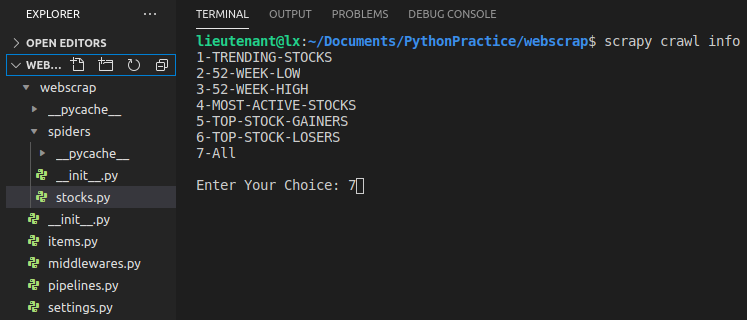 EXPLORER
OPEN EDITORS
WEB...
webscrap
__pycache__
spiders
__pycache__
__init__.py
stocks.py
__init__.py
items.py
middlewares.py
pipelines.py
settings.py
TERMINAL OUTPUT PROBLEMS DEBUG CONSOLE
lieutenant@lx:~/Documents/PythonPractice/webscrap$ scrapy crawl info
1-TRENDING-STOCKS
2-52-WEEK-LOW
3-52-WEEK-HIGH
4-MOST-ACTIVE-STOCKS
5-TOP-STOCK-GAINERS
6-TOP-STOCK-LOSERS
7-All
Enter Your Choice: 7